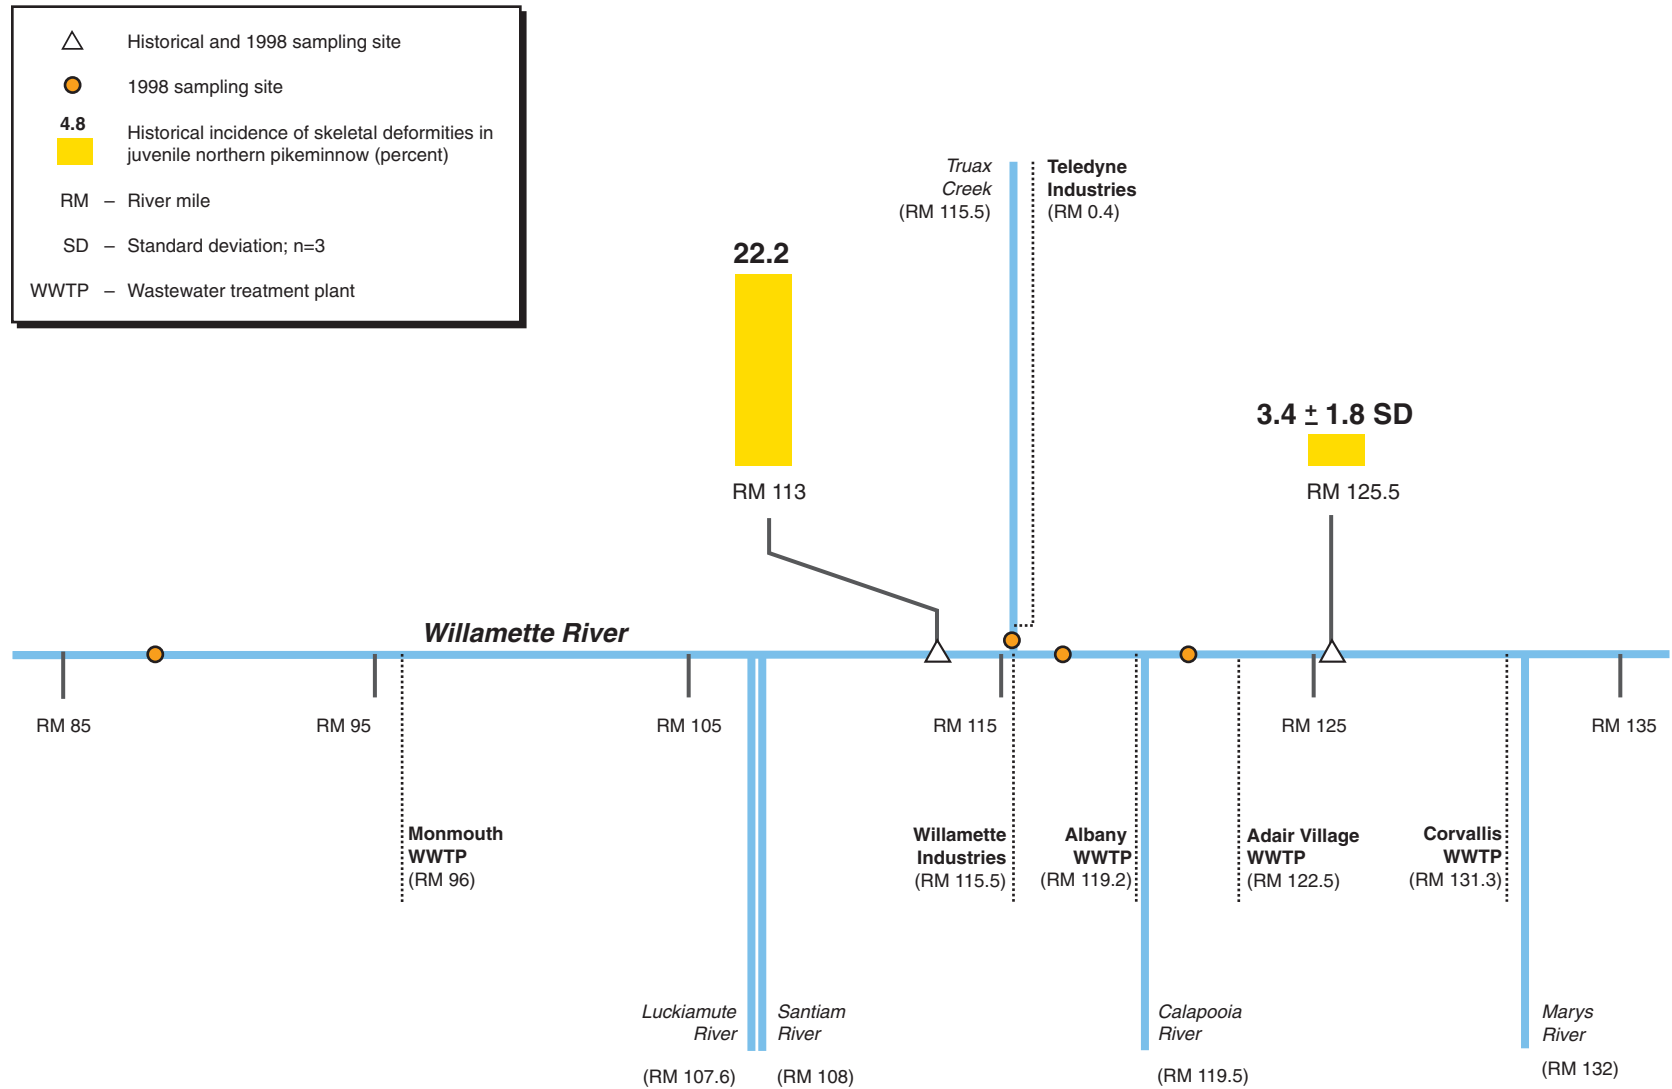 Historical and 1998 sampling site
1998 sampling site
4.8
Historical incidence of skeletal deformities in
juvenile northern pikeminnow (percent)
RM – River mile
SD – Standard deviation; n=3
WWTP – Wastewater treatment plant
Truax
Creek
(RM 115.5)
Teledyne
Industries
(RM 0.4)
22.2
RM 113
3.4 ± 1.8 SD
RM 125.5
Willamette River
RM 85
RM 95
RM 105
RM 115
RM 125
RM 135
Monmouth
WWTP
(RM 96)
Willamette
Industries
(RM 115.5)
Albany
WWTP
(RM 119.2)
Adair Village
WWTP
(RM 122.5)
Corvallis
WWTP
(RM 131.3)
Luckiamute
River
(RM 107.6)
Santiam
River
(RM 108)
Calapooia
River
(RM 119.5)
Marys
River
(RM 132)